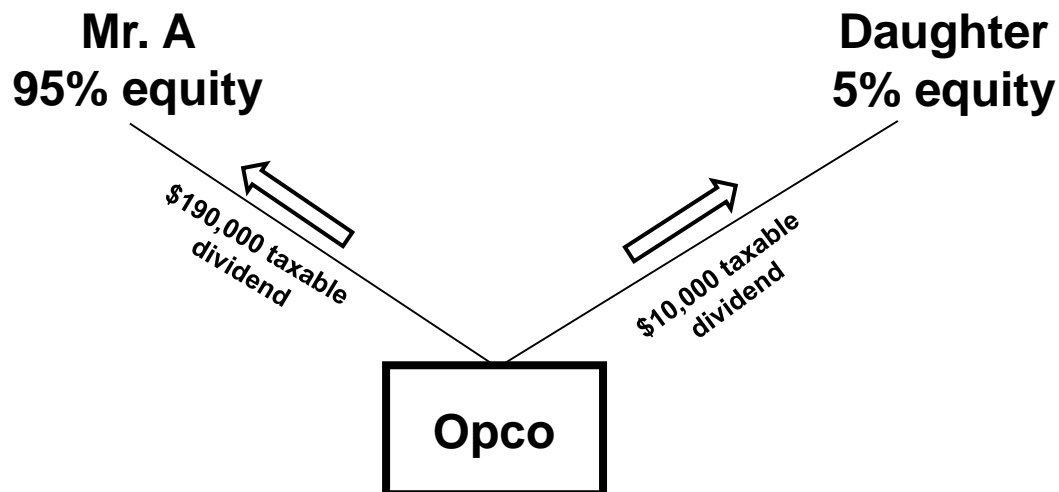 Mr. A
95% equity
Daughter
5% equity
$190,000 taxable
dividend
$10,000 taxable
dividend
Opco